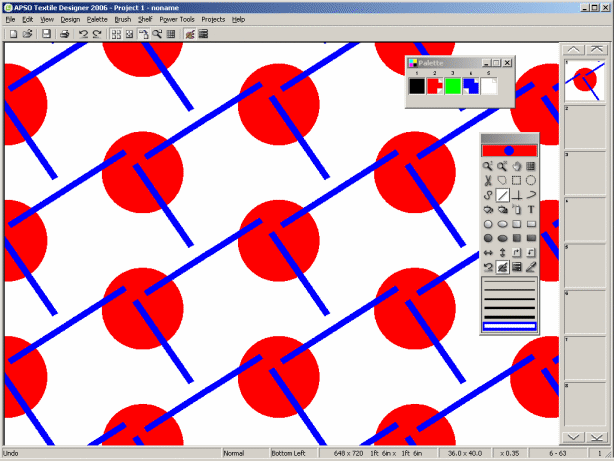 APSO Textile Designer 2006 - Project 1 - noname
File Edit View Design Palette Brush Shelf Power Tools Projects Help
Palette
1 2 3 4 5
T
1
2
3
4
5
6
7
8
Undo Normal Bottom Left 648 x 720 1ft 6in x 1ft 6in 36.0 x 40.0 x 0.35 6 - 63 1